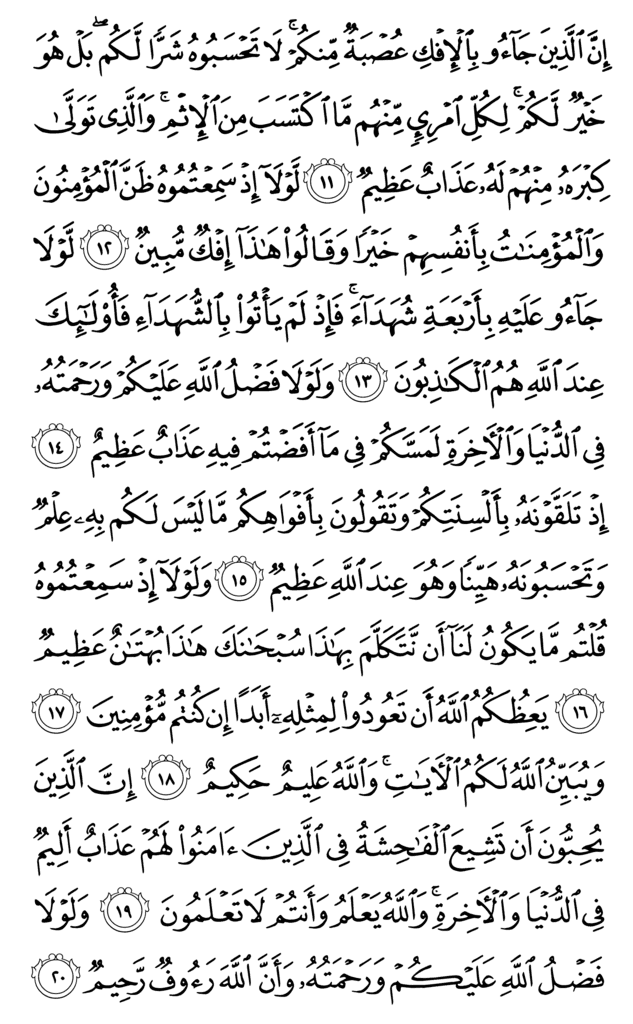 إِنَّ ٱلَّذِينَ جَآءُو بِٱلْإِفْكِ عُصْبَةٌ مِّنكُمْ ۚ لَا تَحْسَبُوهُ شَرًّا لَّكُم ۖ بَلْ هُوَ
خَيْرٌ لَّكُمْ ۚ لِكُلِّ ٱمْرِئٍ مِّنْهُم مَّا ٱكْتَسَبَ مِنَ ٱلْإِثْمِ ۚ وَٱلَّذِى تَوَلَّىٰ
كِبْرَهُۥ مِنْهُمْ لَهُۥ عَذَابٌ عَظِيمٌ ١١ لَّوْلَآ إِذْ سَمِعْتُمُوهُ ظَنَّ ٱلْمُؤْمِنُونَ
وَٱلْمُؤْمِنَٰتُ بِأَنفُسِهِمْ خَيْرًا وَقَالُوا۟ هَٰذَآ إِفْكٌ مُّبِينٌ ١٢ لَّوْلَا
جَآءُو عَلَيْهِ بِأَرْبَعَةِ شُهَدَآءَ ۚ فَإِذْ لَمْ يَأْتُوا۟ بِٱلشُّهَدَآءِ فَأُو۟لَٰٓئِكَ
عِندَ ٱللَّهِ هُمُ ٱلْكَٰذِبُونَ ١٣ وَلَوْلَا فَضْلُ ٱللَّهِ عَلَيْكُمْ وَرَحْمَتُهُۥ
فِى ٱلدُّنْيَا وَٱلْءَاخِرَةِ لَمَسَّكُمْ فِى مَآ أَفَضْتُمْ فِيهِ عَذَابٌ عَظِيمٌ ١٤
إِذْ تَلَقَّوْنَهُۥ بِأَلْسِنَتِكُمْ وَتَقُولُونَ بِأَفْوَاهِكُم مَّا لَيْسَ لَكُم بِهِۦ عِلْمٌ
وَتَحْسَبُونَهُۥ هَيِّنًا وَهُوَ عِندَ ٱللَّهِ عَظِيمٌ ١٥ وَلَوْلَآ إِذْ سَمِعْتُمُوهُ
قُلْتُم مَّا يَكُونُ لَنَآ أَن نَّتَكَلَّمَ بِهَٰذَا سُبْحَٰنَكَ هَٰذَا بُهْتَٰنٌ عَظِيمٌ
١٦ يَعِظُكُمُ ٱللَّهُ أَن تَعُودُوا۟ لِمِثْلِهِۦٓ أَبَدًا إِن كُنتُم مُّؤْمِنِينَ ١٧
وَيُبَيِّنُ ٱللَّهُ لَكُمُ ٱلْءَايَٰتِ ۚ وَٱللَّهُ عَلِيمٌ حَكِيمٌ ١٨ إِنَّ ٱلَّذِينَ
يُحِبُّونَ أَن تَشِيعَ ٱلْفَٰحِشَةُ فِى ٱلَّذِينَ ءَامَنُوا۟ لَهُمْ عَذَابٌ أَلِيمٌ
فِى ٱلدُّنْيَا وَٱلْءَاخِرَةِ ۚ وَٱللَّهُ يَعْلَمُ وَأَنتُمْ لَا تَعْلَمُونَ ١٩ وَلَوْلَا
فَضْلُ ٱللَّهِ عَلَيْكُمْ وَرَحْمَتُهُۥ وَأَنَّ ٱللَّهَ رَءُوفٌ رَّحِيمٌ ٢٠